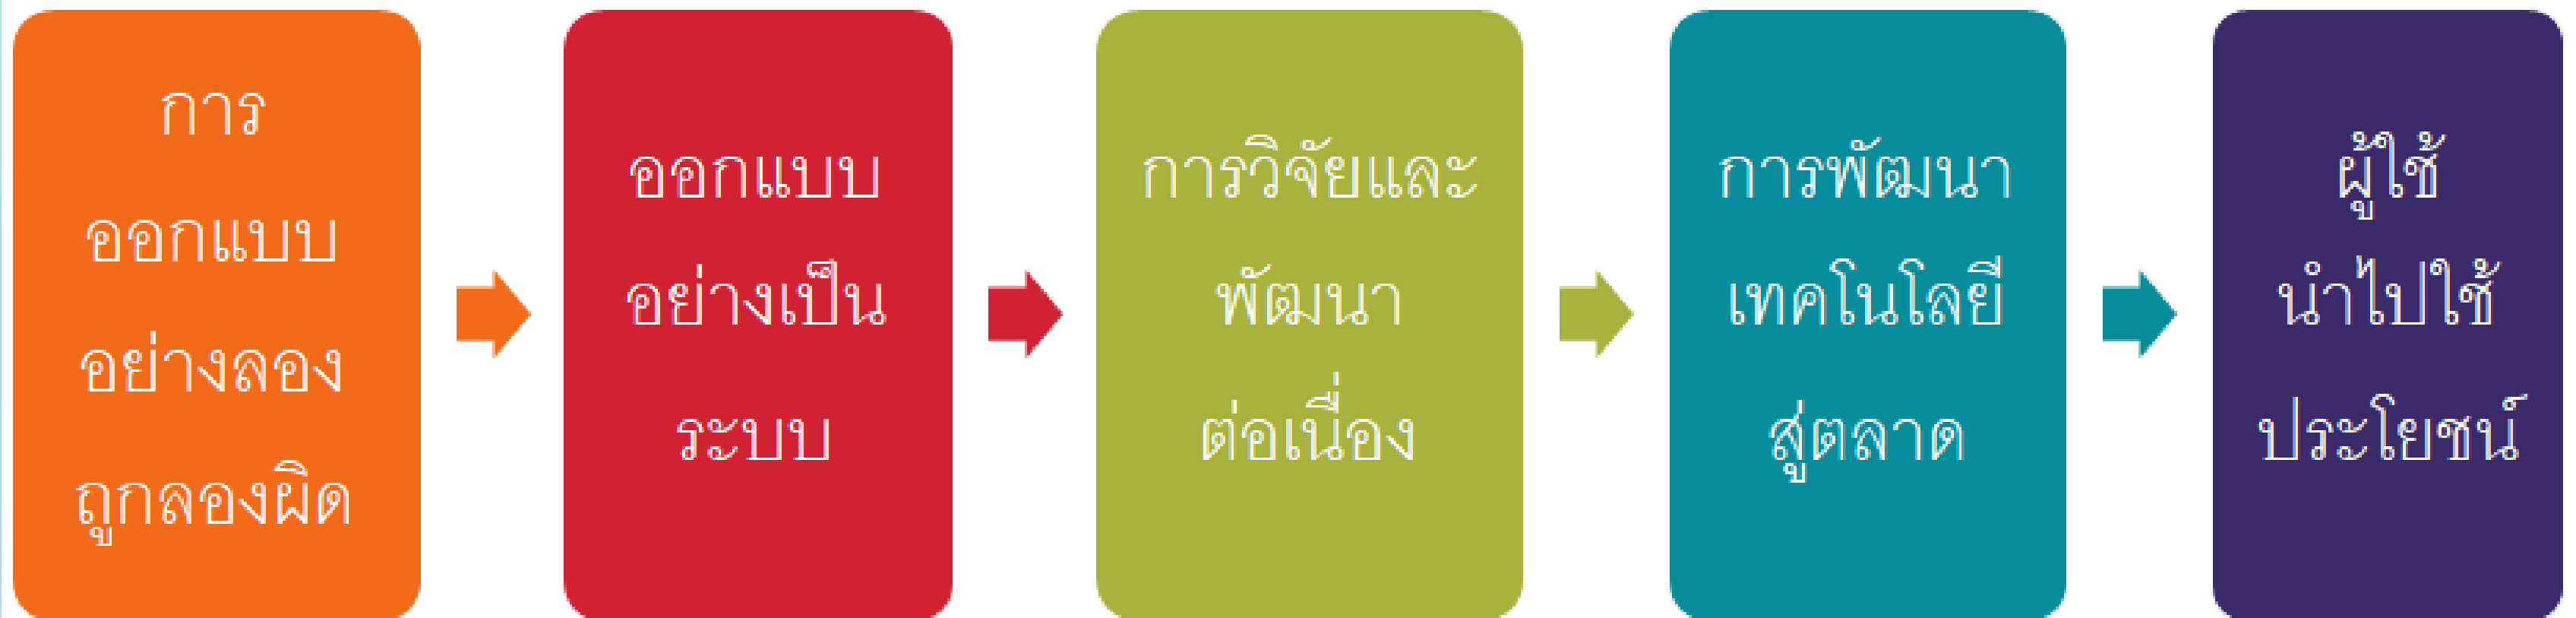 การ
ออกแบบ
อย่างลอง
ถูกลองผิด
ออกแบบ
อย่างเป็น
ระบบ
การวิจัยและ
พัฒนา
ต่อเนื่อง
การพัฒนา
เทคโนโลยี
สู่ตลาด
ผู้ใช้
นำไปใช้
ประโยชน์